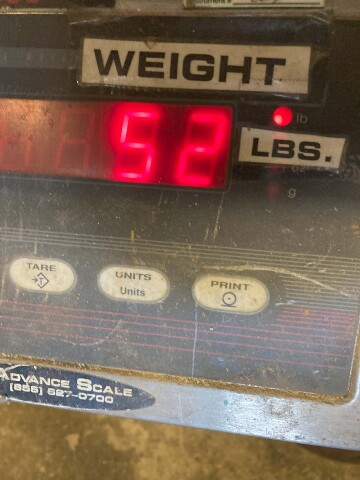 WEIGHT
lb
52
LBS.
g
TARE
UNITS
Units
PRINT
ADVANCE SCALE
(856) 627-0700